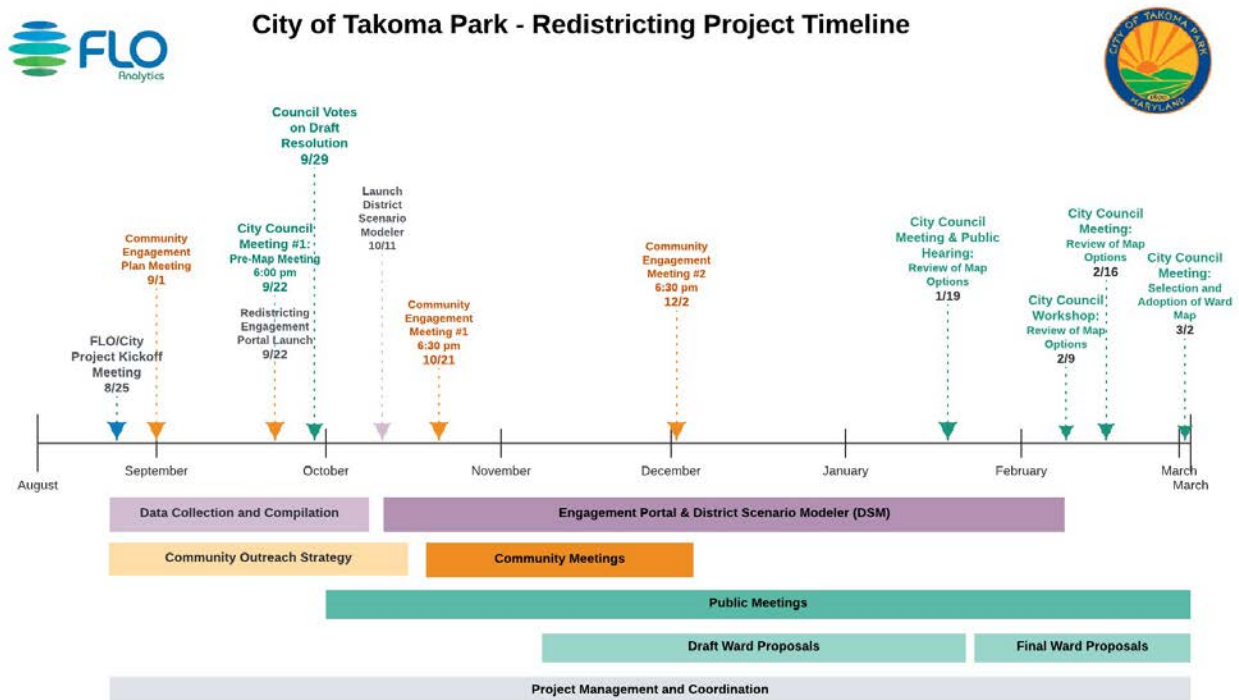 City of Takoma Park - Redistricting Project Timeline
FLO
Analytics
CITY OF TAKOMA PARK
MARYLAND
Council Votes
on Draft
Resolution
9/29
Launch
District
Scenario
Modeler
10/11
Community
Engagement
Plan Meeting
9/1
City Council
Meeting #1:
Pre-Map Meeting
6:00 pm
9/22
Redistricting
Engagement
Portal Launch
9/22
FLO/City
Project Kickoff
Meeting
8/25
Community
Engagement
Meeting #1
6:30 pm
10/21
Community
Engagement
Meeting #2
6:30 pm
12/2
City Council
Meeting & Public
Hearing:
Review of Map
Options
1/19
City Council
Workshop:
Review of Map
Options
2/9
City Council
Meeting:
Review of Map
Options
2/16
City Council
Meeting:
Selection and
Adoption of Ward
Map
3/2
August
September
October
November
December
January
February
March
March
Data Collection and Compilation
Engagement Portal & District Scenario Modeler (DSM)
Community Outreach Strategy
Community Meetings
Public Meetings
Draft Ward Proposals
Final Ward Proposals
Project Management and Coordination